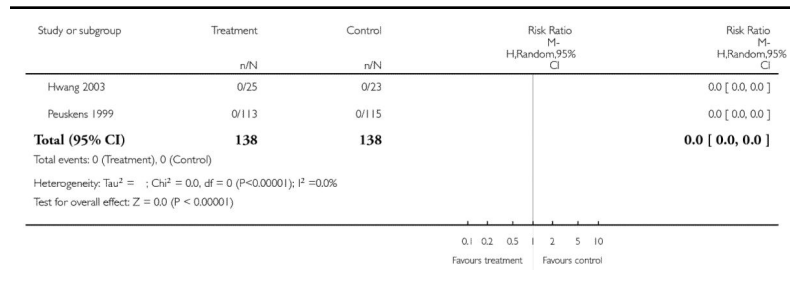 Study or subgroup Treatment Control Risk Ratio Risk Ratio
M- M-
H,Random,95% H,Random,95%
n/N n/N CI CI
Hwang 2003 0/25 0/23 0.0 [ 0.0, 0.0 ]
Peuskens 1999 0/113 0/115 0.0 [ 0.0, 0.0 ]
Total (95% CI) 138 138 0.0 [ 0.0, 0.0 ]
Total events: 0 (Treatment), 0 (Control)
Heterogeneity: Tau² = ; Chi² = 0.0, df = 0 (P<0.00001); I² =0.0%
Test for overall effect: Z = 0.0 (P < 0.00001)
0.1 0.2 0.5 1 2 5 10
Favours treatment Favours control